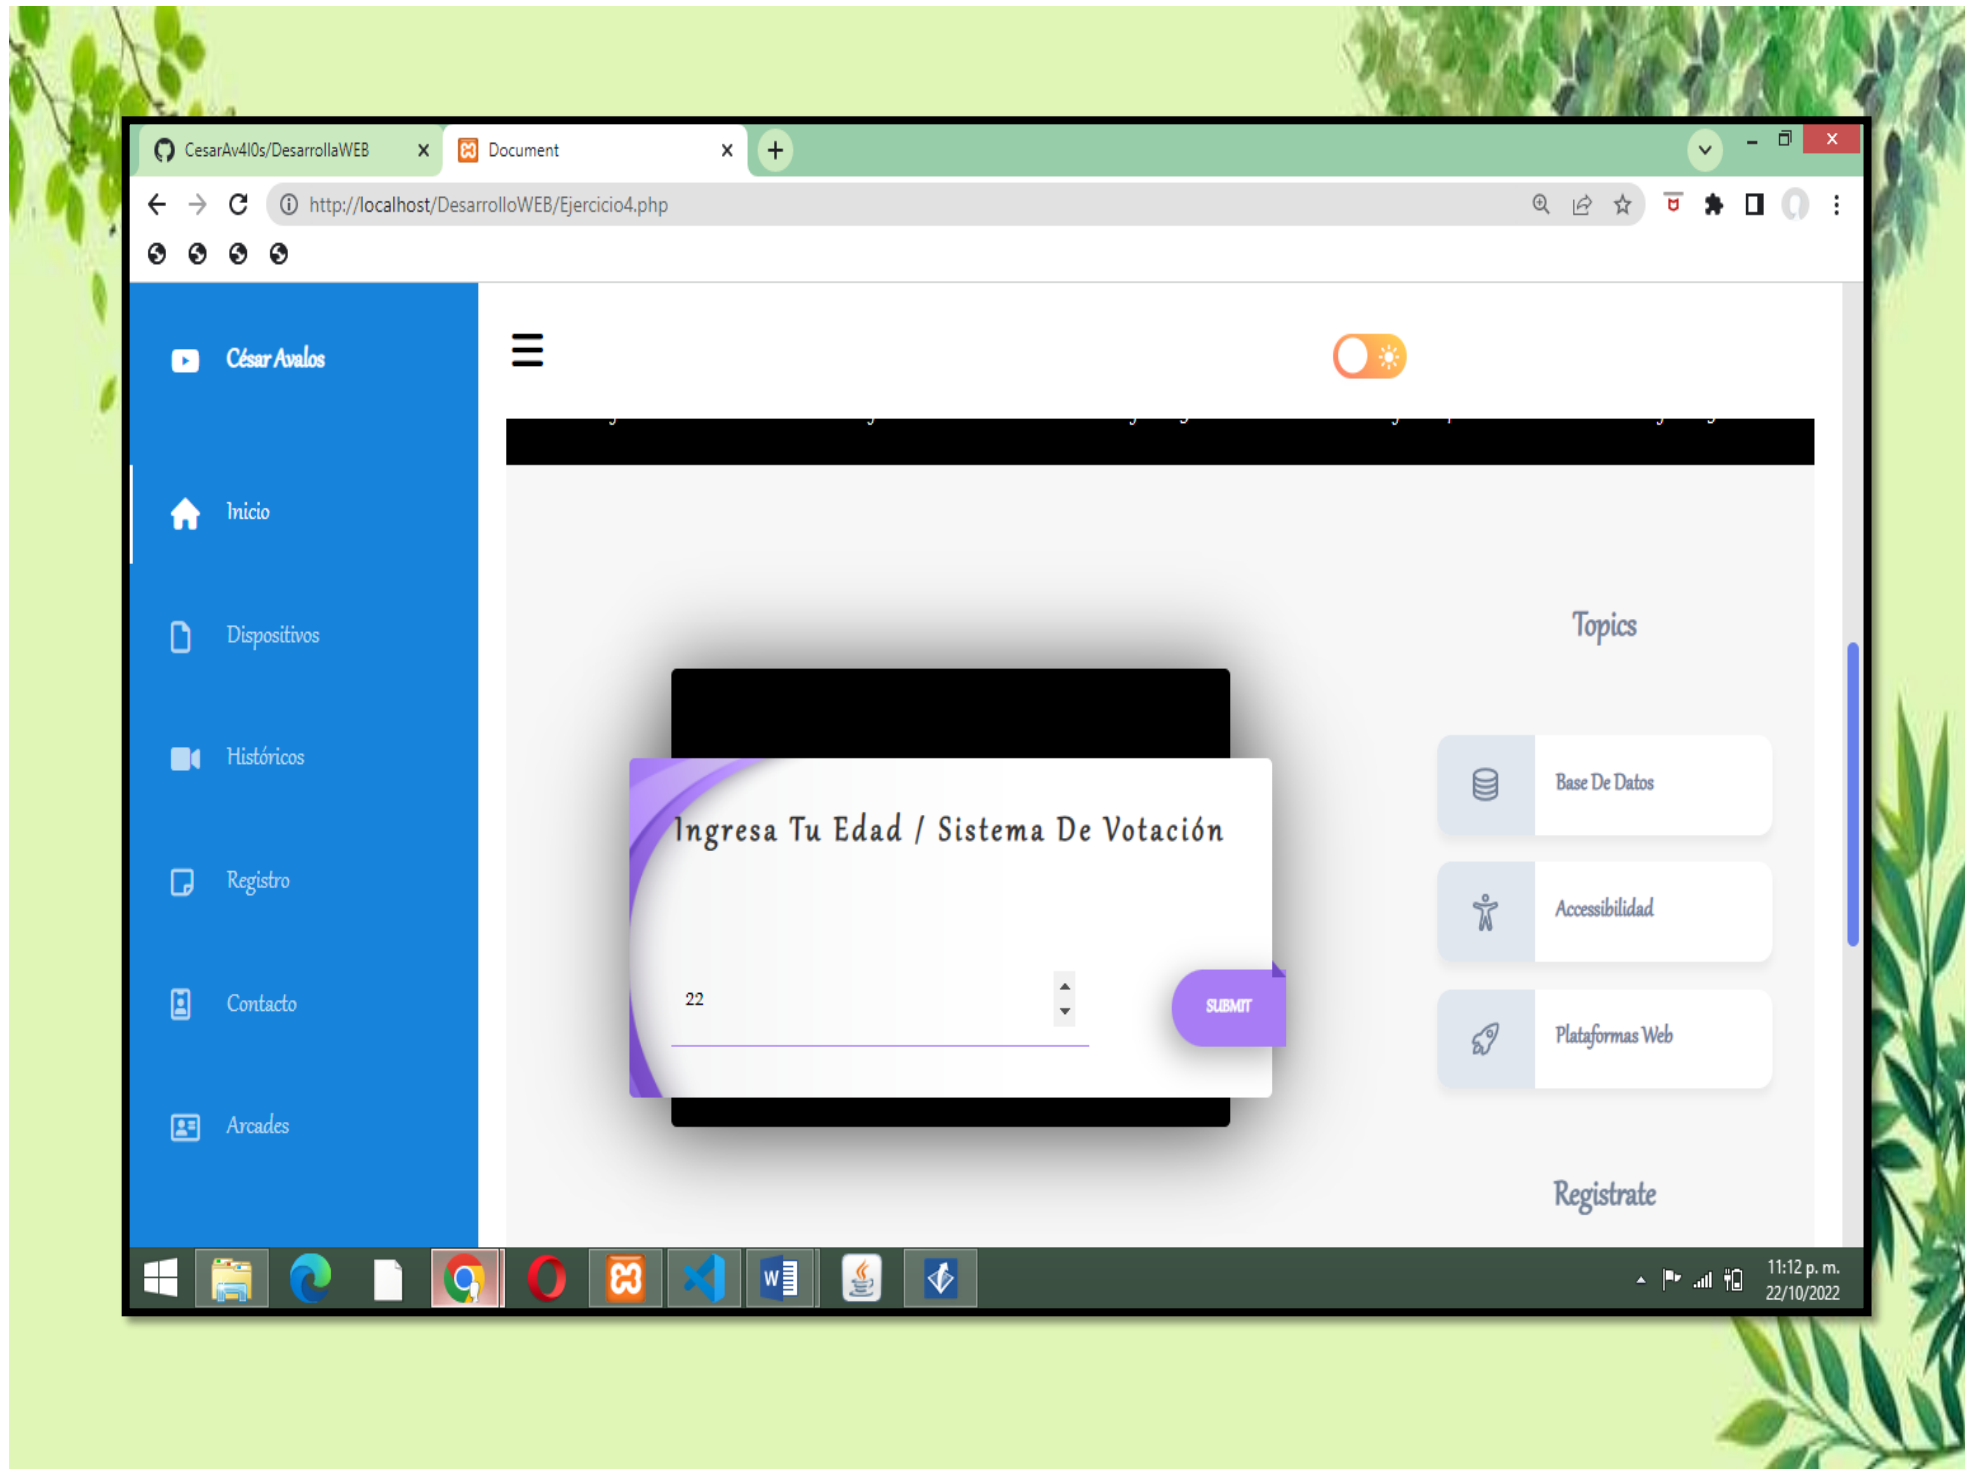 CesarAv4l0s/DesarrollaWEB
Document
http://localhost/DesarrolloWEB/Ejercicio4.php
César Avalos
Inicio
Dispositivos
Históricos
Registro
Contacto
Arcades
Ingresa Tu Edad / Sistema De Votación
22
SUBMIT
Topics
Base De Datos
Accessibilidad
Plataformas Web
Registrate
11:12 p. m.
22/10/2022